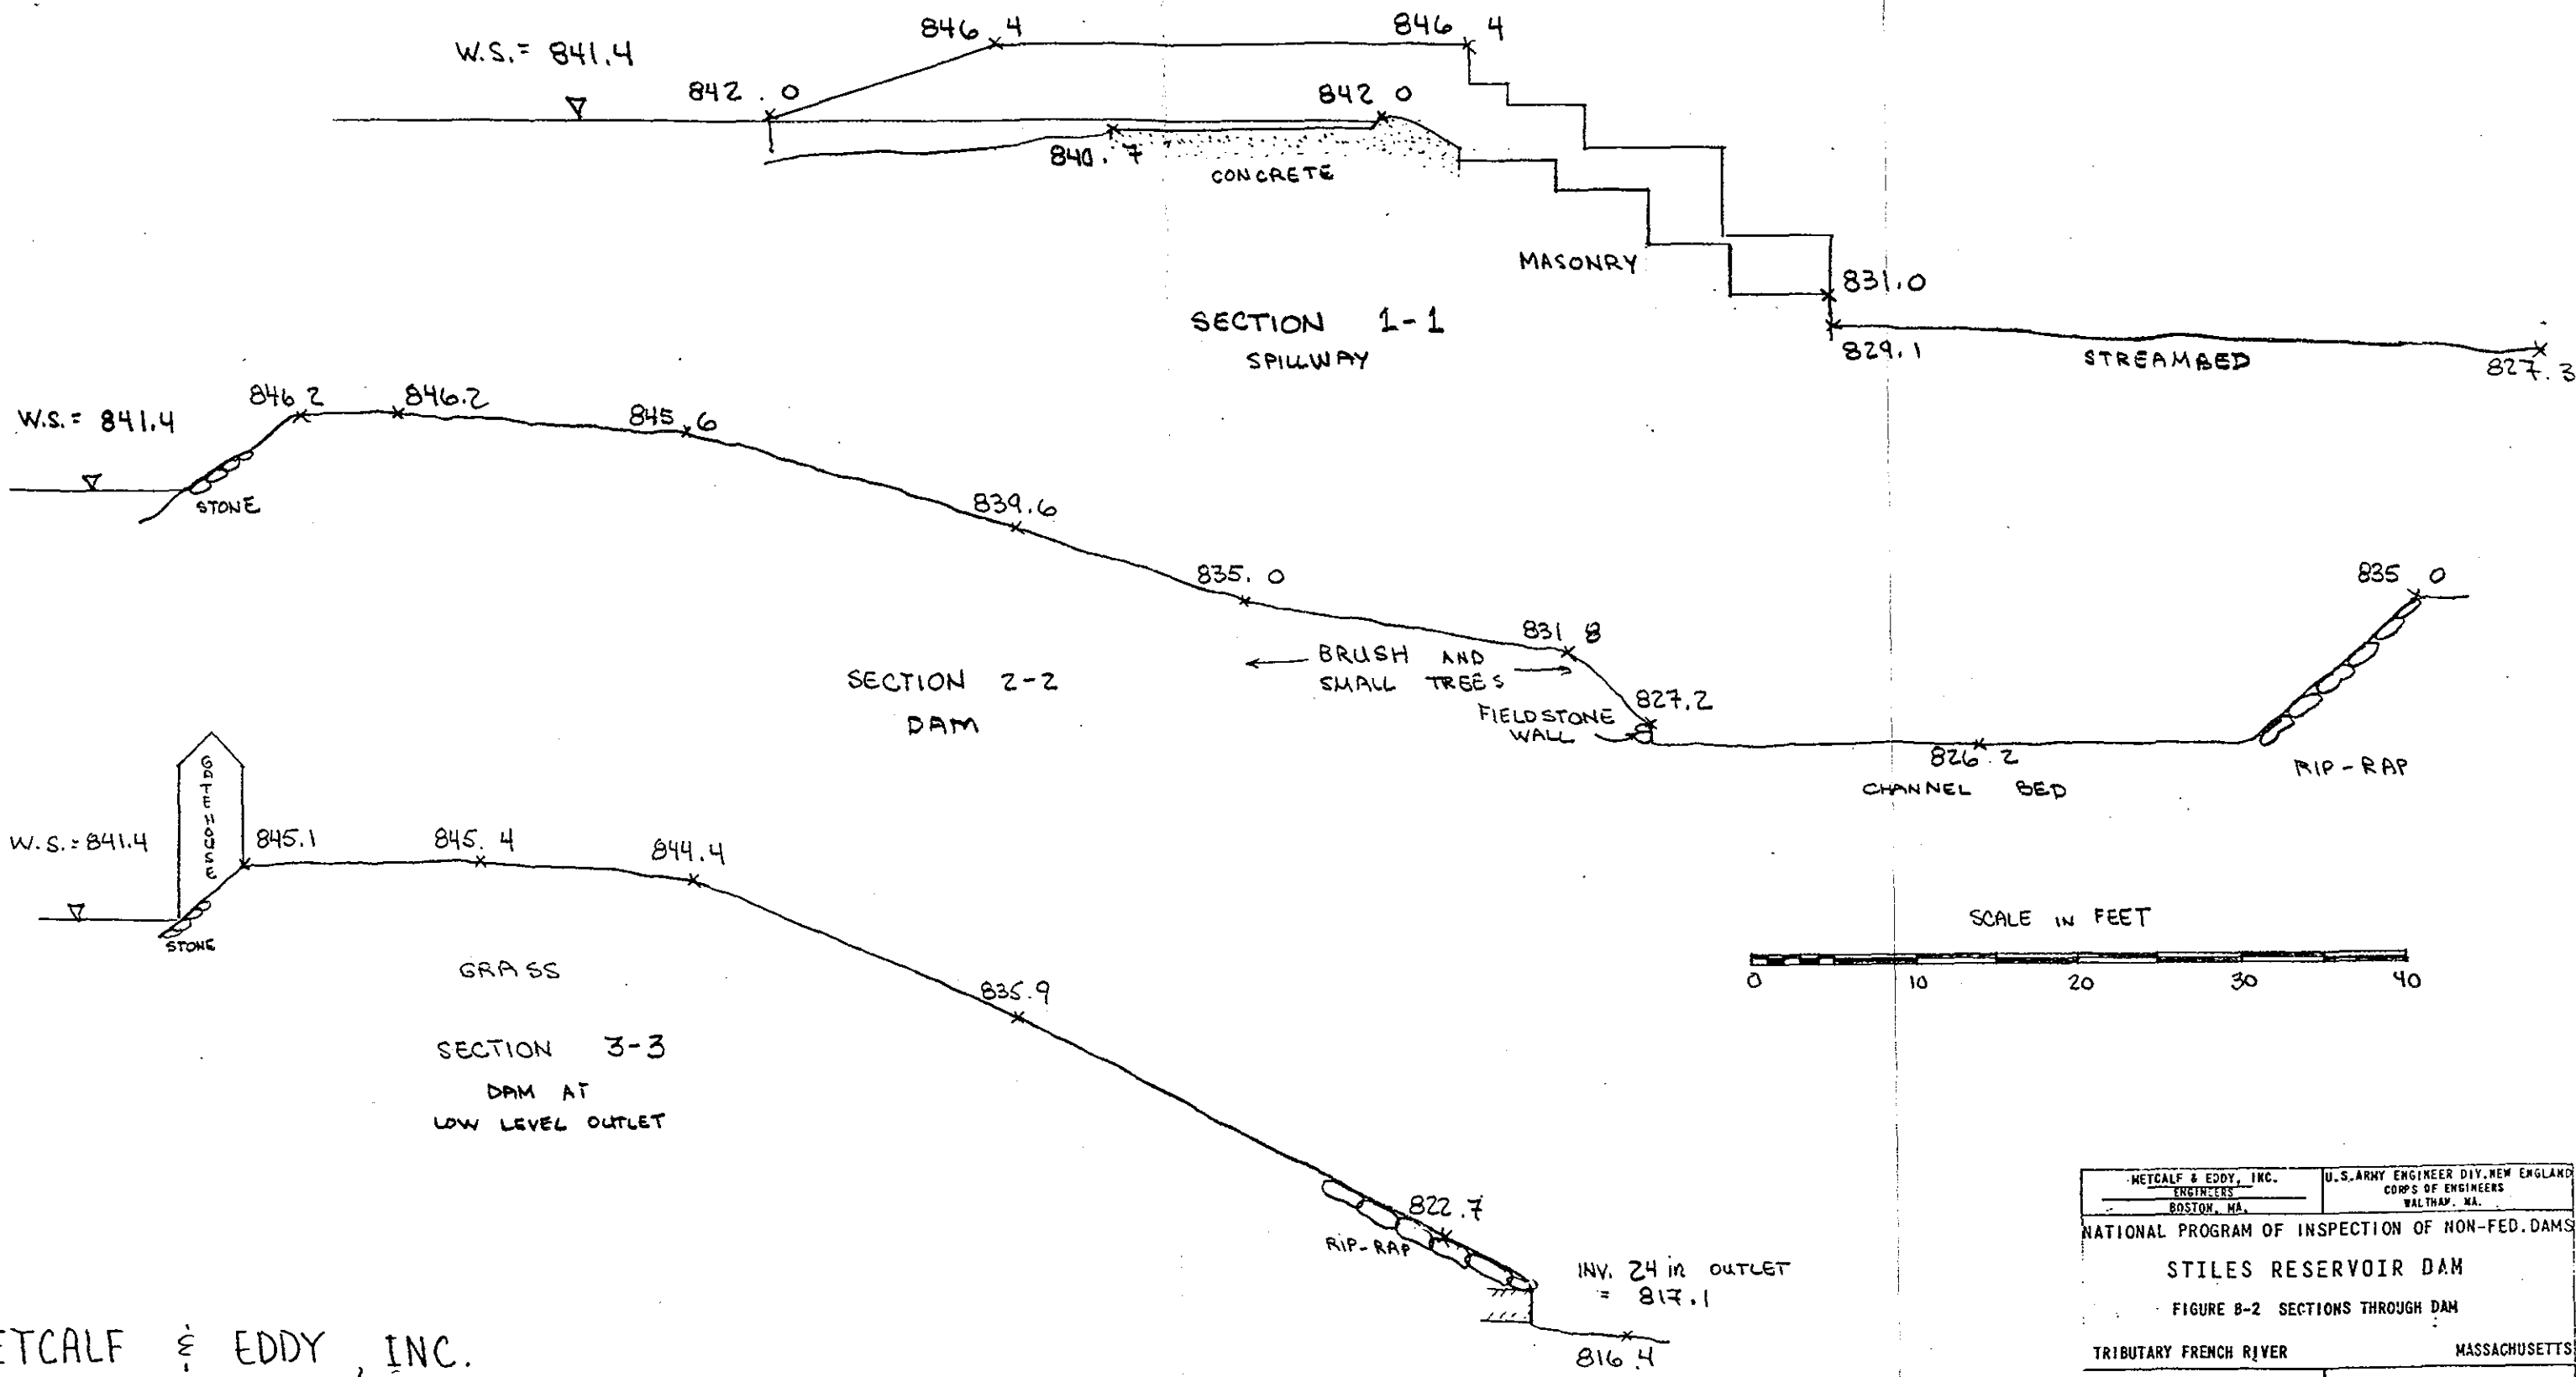 W.S. = 841.4
846.4
846.4
842.0
842.0
840.7
CONCRETE
MASONRY
831.0
829.1
STREAMBED
827.3
SECTION 1-1
SPILLWAY
W.S. = 841.4
846.2
846.2
845.6
STONE
839.6
835.0
831.8
BRUSH AND
SMALL TREES
827.2
FIELDSTONE
WALL
826.2
CHANNEL BED
835.0
RIP-RAP
SECTION 2-2
DAM
GATEHOUSE
W.S. = 841.4
845.1
845.4
844.4
STONE
GRASS
835.9
SECTION 3-3
DAM AT
LOW LEVEL OUTLET
822.7
RIP-RAP
INV. 24 in OUTLET
= 817.1
816.4
SCALE IN FEET
0 10 20 30 40
METCALF & EDDY, INC.
ENGINEERS
BOSTON, MA.
U.S. ARMY ENGINEER DIV. NEW ENGLAND
CORPS OF ENGINEERS
WALTHAM, MA.
NATIONAL PROGRAM OF INSPECTION OF NON-FED. DAMS
STILES RESERVOIR DAM
FIGURE B-2 SECTIONS THROUGH DAM
TRIBUTARY FRENCH RIVER
MASSACHUSETTS
ETCALF & EDDY, INC.